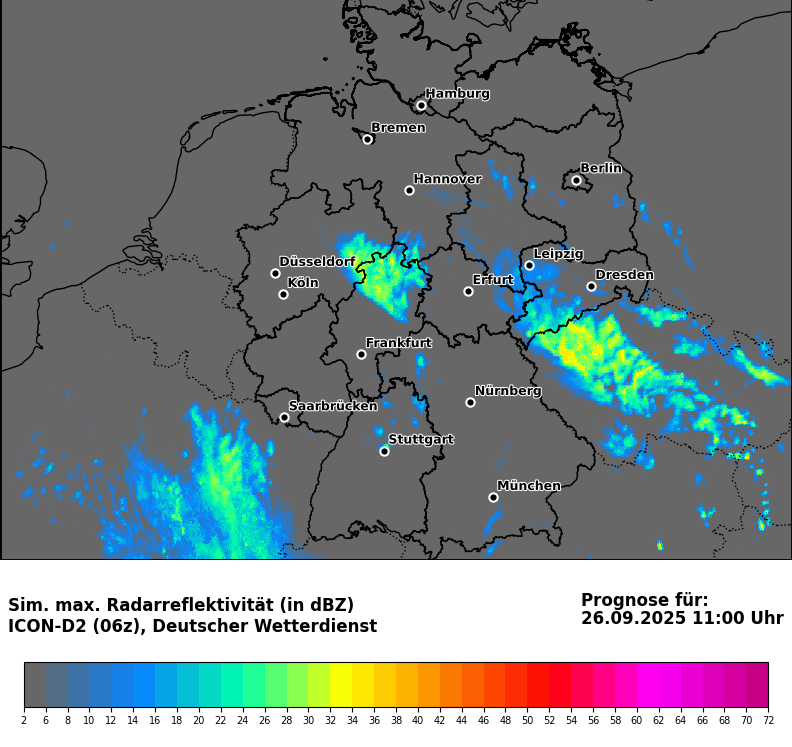 Hamburg
Bremen
Berlin
Hannover
Leipzig
Düsseldorf
Dresden
Köln
Erfurt
Frankfurt
Nürnberg
Saarbrücken
Stuttgart
München
Sim. max. Radarreflektivität (in dBZ)
ICON-D2 (06z), Deutscher Wetterdienst
Prognose für:
26.09.2025 11:00 Uhr
2 6 8 10 12 14 16 18 20 22 24 26 28 30 32 34 36 38 40 42 44 46 48 50 52 54 56 58 60 62 64 66 68 70 72